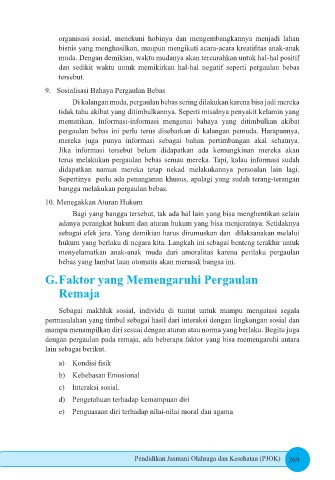 organisasi sosial, menekuni hobinya dan mengembangkannya menjadi lahan
bisnis yang menghasilkan, maupun mengikuti acara-acara kreatifitas anak-anak
muda. Dengan demikian, waktu mudanya akan tercurahkan untuk hal-hal positif
dan sedikit waktu untuk memikirkan hal-hal negatif seperti pergaulan bebas
tersebut.
9. Sosialisasi Bahaya Pergaulan Bebas
Di kalangan muda, pergaulan bebas sering dilakukan karena bisa jadi mereka
tidak tahu akibat yang ditimbulkannya. Seperti misalnya penyakit kelamin yang
mematikan. Informasi-informasi mengenai bahaya yang ditimbulkan akibat
pergaulan bebas ini perlu terus disebarkan di kalangan pemuda. Harapannya,
mereka juga punya informasi sebagai bahan pertimbangan akal sehatnya.
Jika informasi tersebut belum didapatkan ada kemungkinan mereka akan
terus melakukan pergaulan bebas semau mereka. Tapi, kalau informasi sudah
didapatkan namun mereka tetap nekad melakukannya persoalan lain lagi.
Sepertinya perlu ada penanganan khusus, apalagi yang sudah terang-terangan
bangga melakukan pergaulan bebas.
10. Menegakkan Aturan Hukum
Bagi yang bangga tersebut, tak ada hal lain yang bisa menghentikan selain
adanya perangkat hukum dan aturan hukum yang bisa menjeratnya. Setidaknya
sebagai efek jera. Yang demikian harus dirumuskan dan dilaksanakan melalui
hukum yang berlaku di negara kita. Langkah ini sebagai benteng terakhir untuk
menyelamatkan anak-anak muda dari amoralitas karena perilaku pergaulan
bebas yang lambat laun otomatis akan merusak bangsa ini.
G. Faktor yang Memengaruhi Pergaulan
Remaja
Sebagai makhluk sosial, individu di tuntut untuk mampu mengatasi segala
permasalahan yang timbul sebagai hasil dari interaksi dengan lingkungan sosial dan
mampu menampilkan diri sesuai dengan aturan atau norma yang berlaku. Begitu juga
dengan pergaulan pada remaja, ada beberapa faktor yang bisa memengaruhi antara
lain sebagai berikut.
a) Kondisi fisik
b) Kebebasan Emosional
c) Interaksi sosial.
d) Pengetahuan terhadap kemampuan diri
e) Penguasaan diri terhadap nilai-nilai moral dan agama
Pendidikan Jasmani Olahraga dan Kesehatan (PJOK) 269